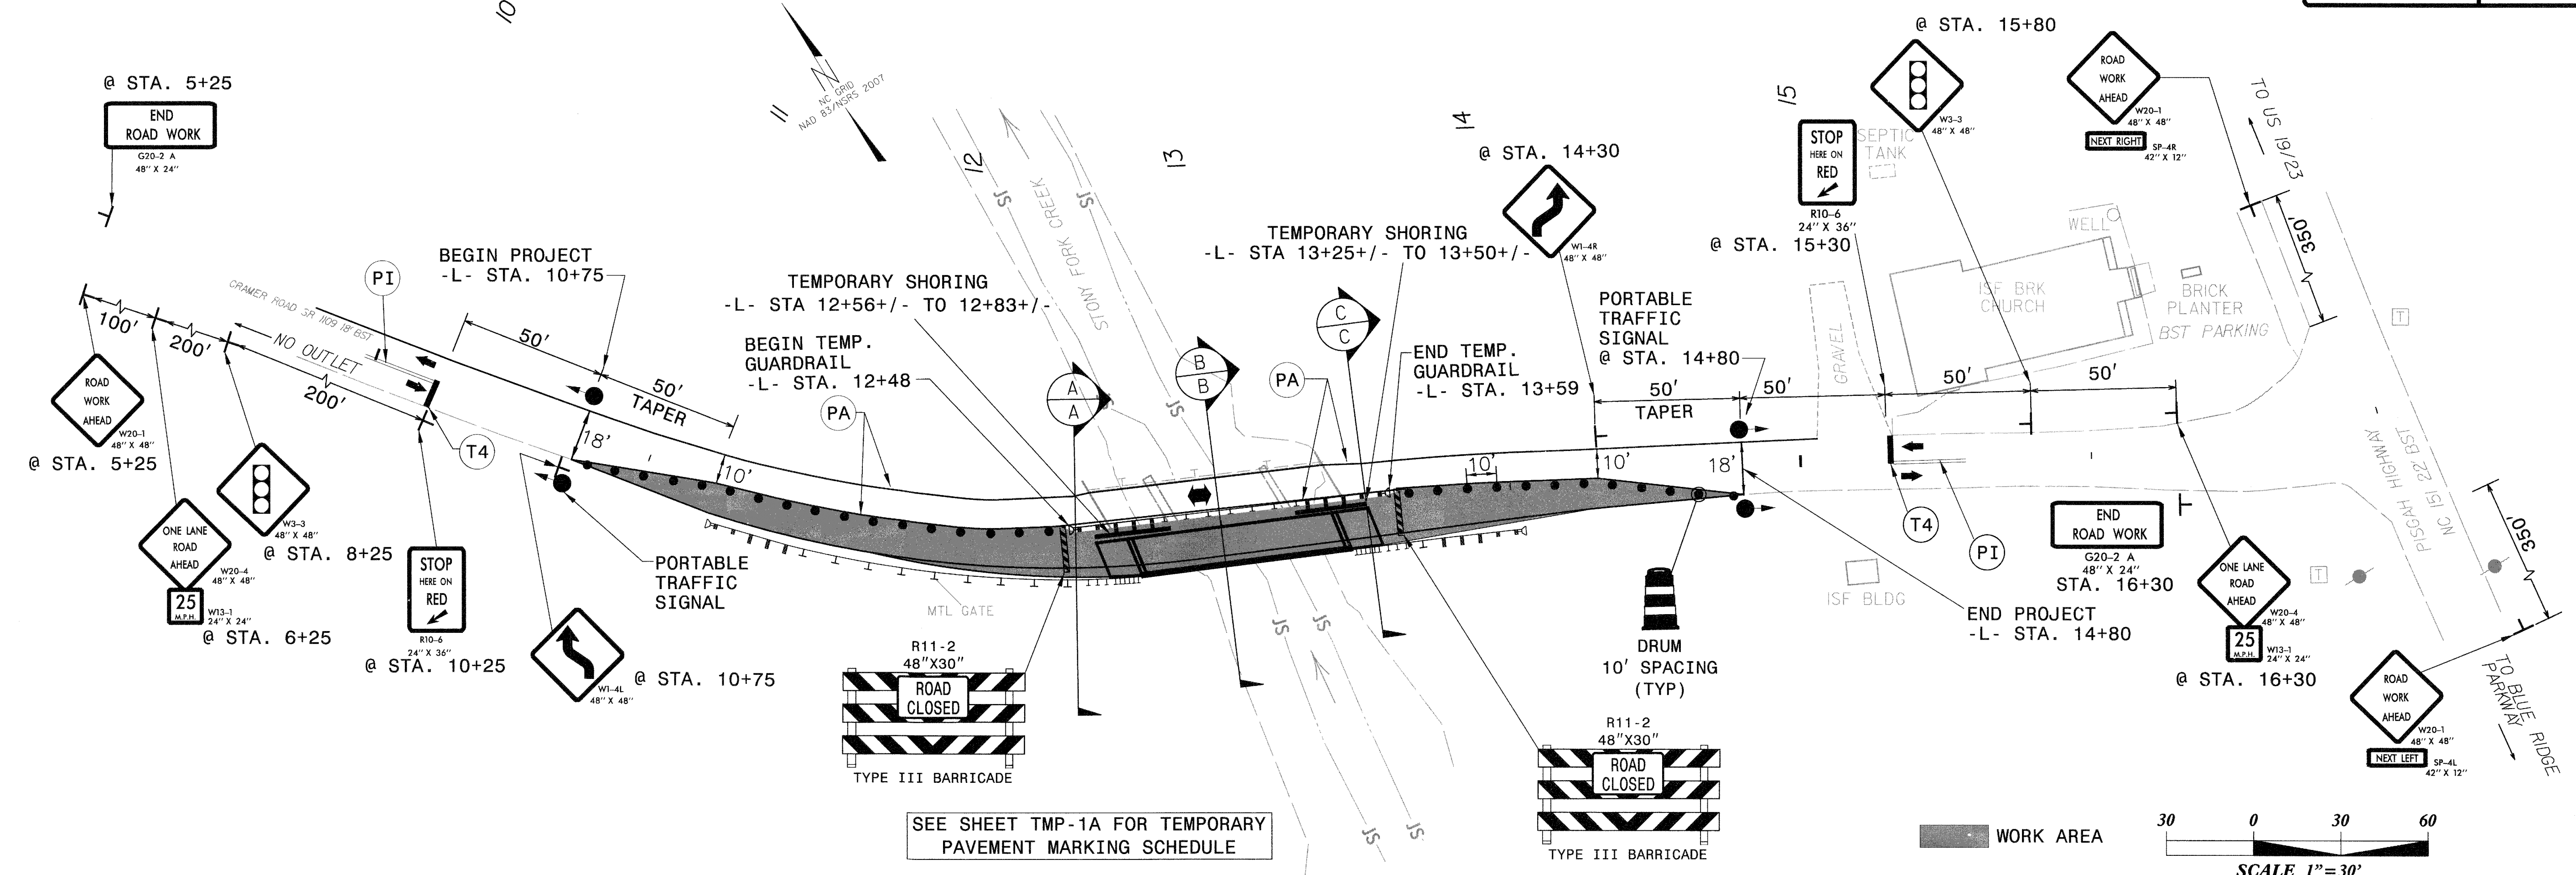 @ STA. 5+25
END
ROAD WORK
G20-2 A
48" X 24"
10
11
NC GRID
NAD 83/NSRS 2007
12
13
14
15
STONY FORK CREEK
JS
JS
JS
JS
JS
JS
JS
BEGIN PROJECT
-L- STA. 10+75
PI
CRAMER ROAD SR 1109 18' BST
NO OUTLET
100'
200'
200'
50'
50'
TAPER
18'
10'
ROAD
WORK
AHEAD
W20-1
48" X 48"
@ STA. 5+25
W3-3
48" X 48"
@ STA. 8+25
ONE LANE
ROAD
AHEAD
W20-4
48" X 48"
25
M.P.H.
W13-1
24" X 24"
@ STA. 6+25
T4
STOP
HERE ON
RED
R10-6
24" X 36"
@ STA. 10+25
W1-4L
48" X 48"
@ STA. 10+75
PORTABLE
TRAFFIC
SIGNAL
TEMPORARY SHORING
-L- STA 12+56+/- TO 12+83+/-
BEGIN TEMP.
GUARDRAIL
-L- STA. 12+48
PA
A
A
B
B
C
C
PA
TEMPORARY SHORING
-L- STA 13+25+/- TO 13+50+/-
END TEMP.
GUARDRAIL
-L- STA. 13+59
MTL GATE
R11-2
48"X30"
ROAD
CLOSED
TYPE III BARRICADE
R11-2
48"X30"
ROAD
CLOSED
TYPE III BARRICADE
@ STA. 14+30
W1-4R
48" X 48"
PORTABLE
TRAFFIC
SIGNAL
@ STA. 14+80
50'
TAPER
50'
50'
50'
10'
10'
18'
DRUM
10' SPACING
(TYP)
@ STA. 15+80
W3-3
48" X 48"
STOP
HERE ON
RED
R10-6
24" X 36"
@ STA. 15+30
SEPTIC
TANK
GRAVEL
WELL
ISF BRK
CHURCH
BRICK
PLANTER
BST PARKING
ROAD
WORK
AHEAD
W20-1
48" X 48"
NEXT RIGHT
SP-4R
42" X 12"
TO US 19/23
350'
T
T
PISGAH HIGHWAY
NC 151 22' BST
350'
T4
PI
ISF BLDG
END
ROAD WORK
G20-2 A
48" X 24"
STA. 16+30
END PROJECT
-L- STA. 14+80
ONE LANE
ROAD
AHEAD
W20-4
48" X 48"
25
M.P.H.
W13-1
24" X 24"
@ STA. 16+30
ROAD
WORK
AHEAD
W20-1
48" X 48"
NEXT LEFT
SP-4L
42" X 12"
TO BLUE RIDGE
PARKWAY
SEE SHEET TMP-1A FOR TEMPORARY
PAVEMENT MARKING SCHEDULE
WORK AREA
30 0 30 60
SCALE 1"=30'